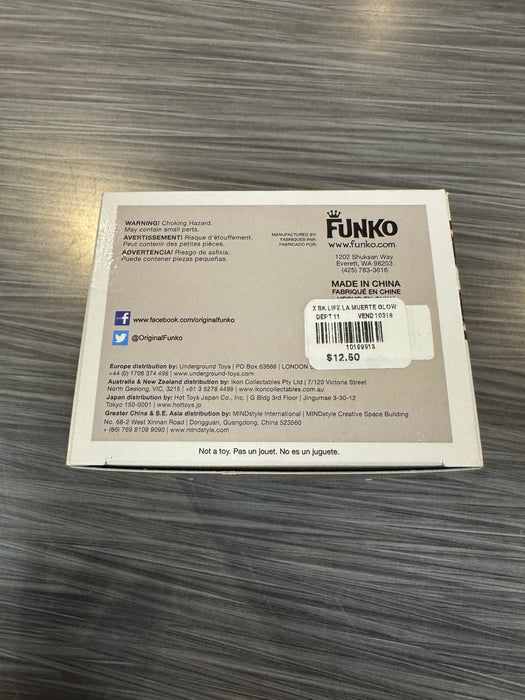 WARNING! Choking Hazard.
May contain small parts.
AVERTISSEMENT! Risque d'étouffement.
Peut contenir des petites pièces.
ADVERTENCIA! Riesgo de asfixia.
Puede contener piezas pequeñas.
MANUFACTURED BY:
FABRIQUÉS PAR:
FABRICADO POR:
FUNKO
www.funko.com
1202 Shuksan Way
Everett, WA 98203
(425) 783-3616
MADE IN CHINA
FABRIQUÉ EN CHINE
HECHO EN CHINA
X BK LIFE LA MUERTE GLOW
DEPT 11 VEND 10319
$12.50
www.facebook.com/originalfunko
@OriginalFunko
Europe distribution by: Underground Toys | PO Box 63668 | LONDON
+44 (0) 1708 374 499 | www.underground-toys.com
Australia & New Zealand distribution by: Ikon Collectables Pty Ltd | 7/120 Victoria Street
North Geelong, VIC, 3215 | +61 3 5278 4499 | www.ikoncollectables.com.au
Japan distribution by: Hot Toys Japan Co., Inc. | G Bldg 3rd Floor | Jingumae 3-30-12
Tokyo 150-0001 | www.hottoys.jp
Greater China & S.E. Asia distribution by: MINDstyle International | MINDstyle Creative Space Building
No. 68-2 West Xinnan Road | Dongguan, Guangdong, China 523560
+ (86) 769 8109 9090 | www.mindstyle.com
Not a toy. Pas un jouet. No es un juguete.